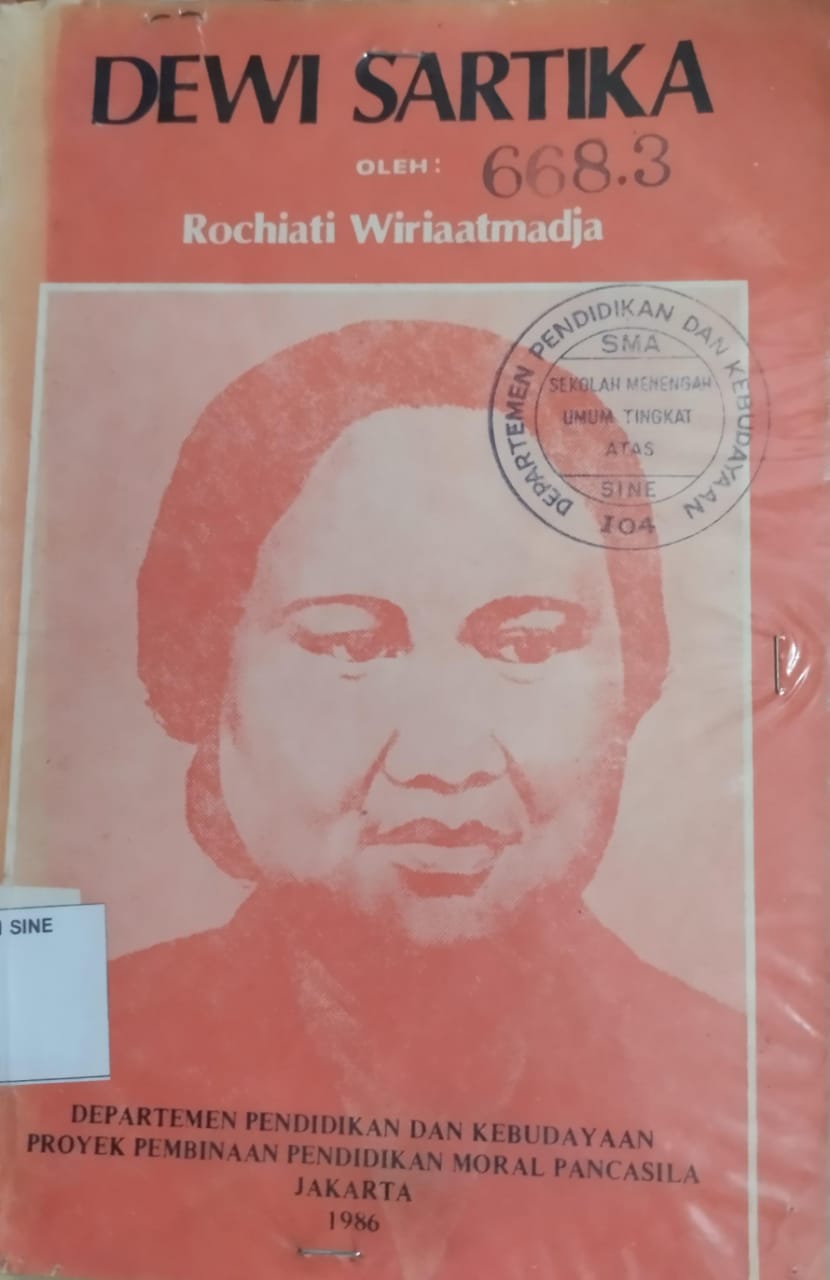 DEWI SARTIKA
OLEH :
668.3
Rochiati Wiriaatmadja
DEPARTEMEN PENDIDIKAN DAN KEBUDAYAAN
SMA
SEKOLAH MENENGAH
UMUM TINGKAT
ATAS
SINE
104
SINE
DEPARTEMEN PENDIDIKAN DAN KEBUDAYAAN
PROYEK PEMBINAAN PENDIDIKAN MORAL PANCASILA
JAKARTA
1986